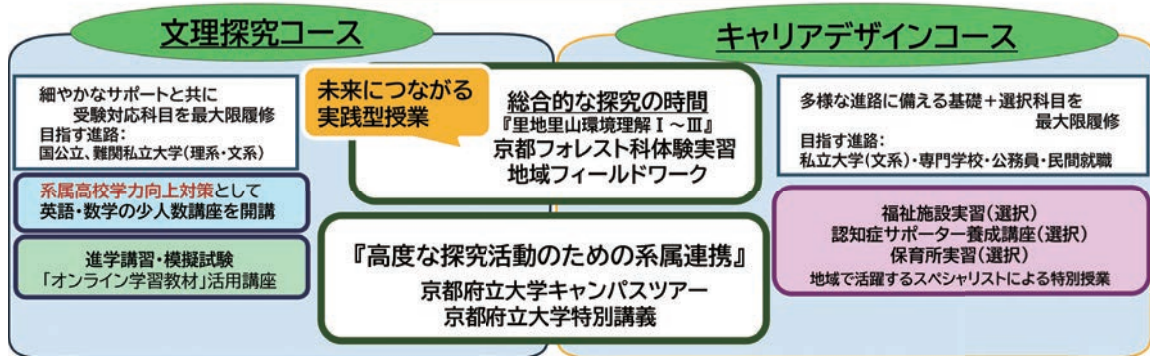 文理探究コース
細やかなサポートと共に
受験対応科目を最大限履修
目指す進路:
国公立、難関私立大学(理系・文系)
系属高校学力向上対策として
英語・数学の少人数講座を開講
進学講習・模擬試験
「オンライン学習教材」活用講座
未来につながる
実践型授業
総合的な探究の時間
『里地里山環境理解Ⅰ~Ⅲ』
京都フォレスト科体験実習
地域フィールドワーク
『高度な探究活動のための系属連携』
京都府立大学キャンパスツアー
京都府立大学特別講義
キャリアデザインコース
多様な進路に備える基礎+選択科目を
最大限履修
目指す進路:
私立大学(文系)・専門学校・公務員・民間就職
福祉施設実習(選択)
認知症サポーター養成講座(選択)
保育所実習(選択)
地域で活躍するスペシャリストによる特別授業